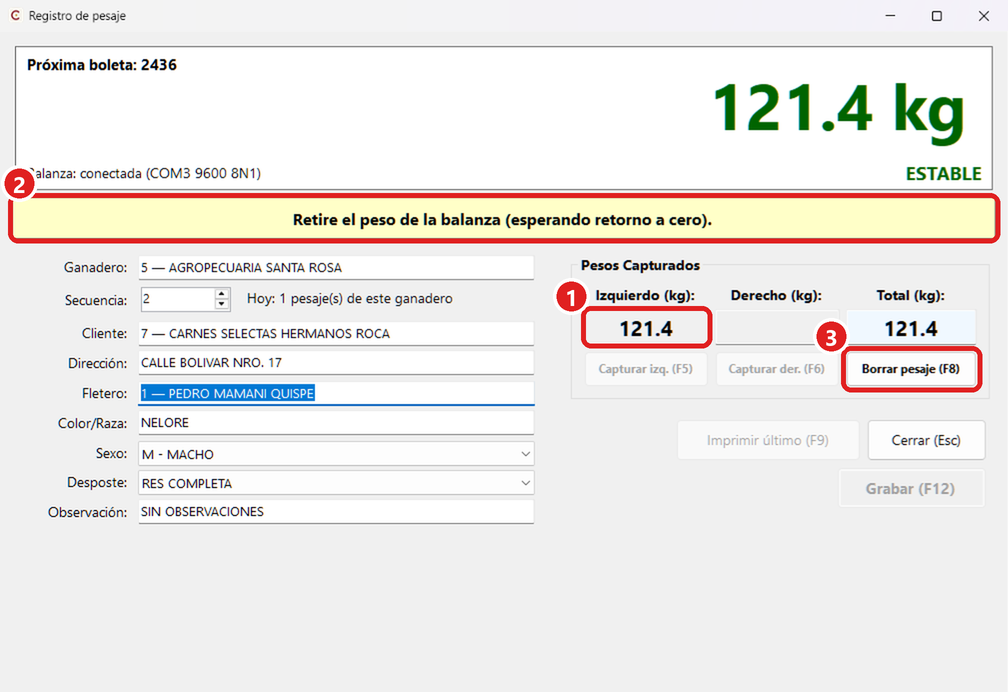 Registro de pesaje
Próxima boleta: 2436
121.4 kg
alanza: conectada (COM3 9600 8N1)
ESTABLE
2
Retire el peso de la balanza (esperando retorno a cero).
Ganadero: 5 — AGROPECUARIA SANTA ROSA
Secuencia: 2 Hoy: 1 pesaje(s) de este ganadero
Cliente: 7 — CARNES SELECTAS HERMANOS ROCA
Dirección: CALLE BOLIVAR NRO. 17
Fletero: 1 — PEDRO MAMANI QUISPE
Color/Raza: NELORE
Sexo: M - MACHO
Desposte: RES COMPLETA
Observación: SIN OBSERVACIONES
Pesos Capturados
1
Izquierdo (kg): Derecho (kg): Total (kg):
121.4 121.4
3
Capturar izq. (F5) Capturar der. (F6) Borrar pesaje (F8)
Imprimir último (F9) Cerrar (Esc)
Grabar (F12)